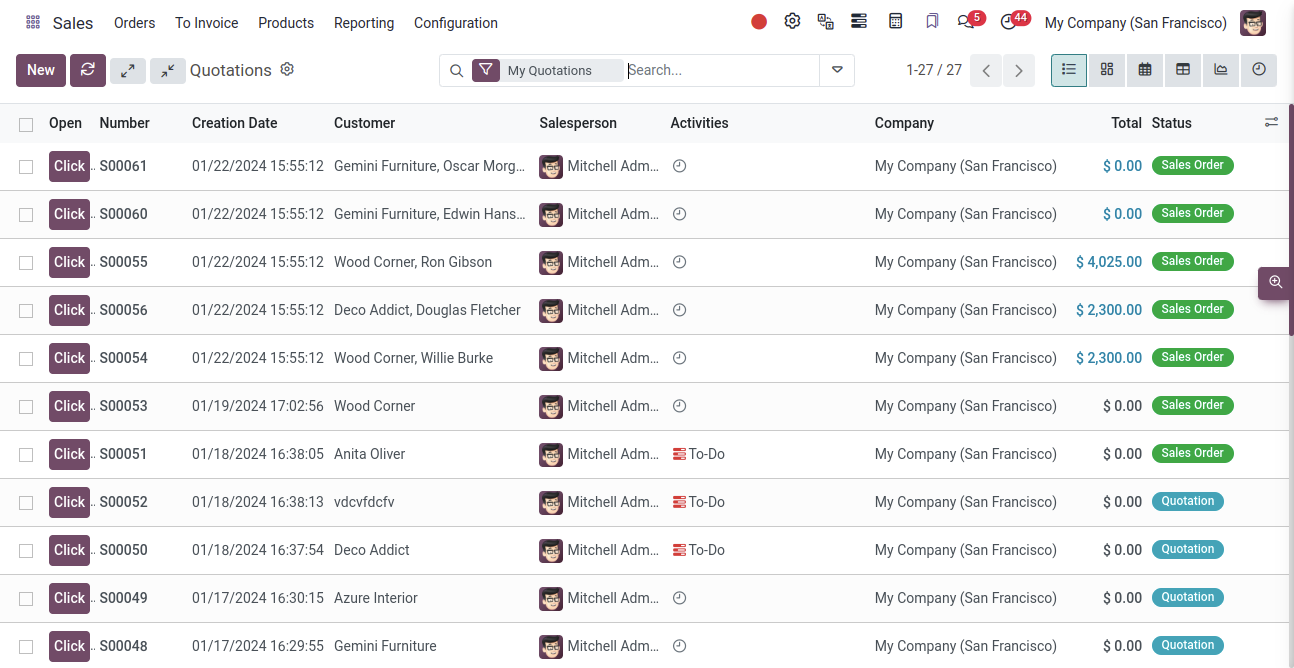 Sales Orders To Invoice Products Reporting Configuration 5 44 My Company (San Francisco)
New Quotations My Quotations Search... 1-27 / 27
Open Number Creation Date Customer Salesperson Activities Company Total Status
Click . S00061 01/22/2024 15:55:12 Gemini Furniture, Oscar Morg... Mitchell Adm... My Company (San Francisco) $ 0.00 Sales Order
Click . S00060 01/22/2024 15:55:12 Gemini Furniture, Edwin Hans... Mitchell Adm... My Company (San Francisco) $ 0.00 Sales Order
Click . S00055 01/22/2024 15:55:12 Wood Corner, Ron Gibson Mitchell Adm... My Company (San Francisco) $ 4,025.00 Sales Order
Click . S00056 01/22/2024 15:55:12 Deco Addict, Douglas Fletcher Mitchell Adm... My Company (San Francisco) $ 2,300.00 Sales Order
Click . S00054 01/22/2024 15:55:12 Wood Corner, Willie Burke Mitchell Adm... My Company (San Francisco) $ 2,300.00 Sales Order
Click . S00053 01/19/2024 17:02:56 Wood Corner Mitchell Adm... My Company (San Francisco) $ 0.00 Sales Order
Click . S00051 01/18/2024 16:38:05 Anita Oliver Mitchell Adm... To-Do My Company (San Francisco) $ 0.00 Sales Order
Click . S00052 01/18/2024 16:38:13 vdcvfdcfv Mitchell Adm... To-Do My Company (San Francisco) $ 0.00 Quotation
Click . S00050 01/18/2024 16:37:54 Deco Addict Mitchell Adm... To-Do My Company (San Francisco) $ 0.00 Quotation
Click . S00049 01/17/2024 16:30:15 Azure Interior Mitchell Adm... My Company (San Francisco) $ 0.00 Quotation
Click . S00048 01/17/2024 16:29:55 Gemini Furniture Mitchell Adm... My Company (San Francisco) $ 0.00 Quotation